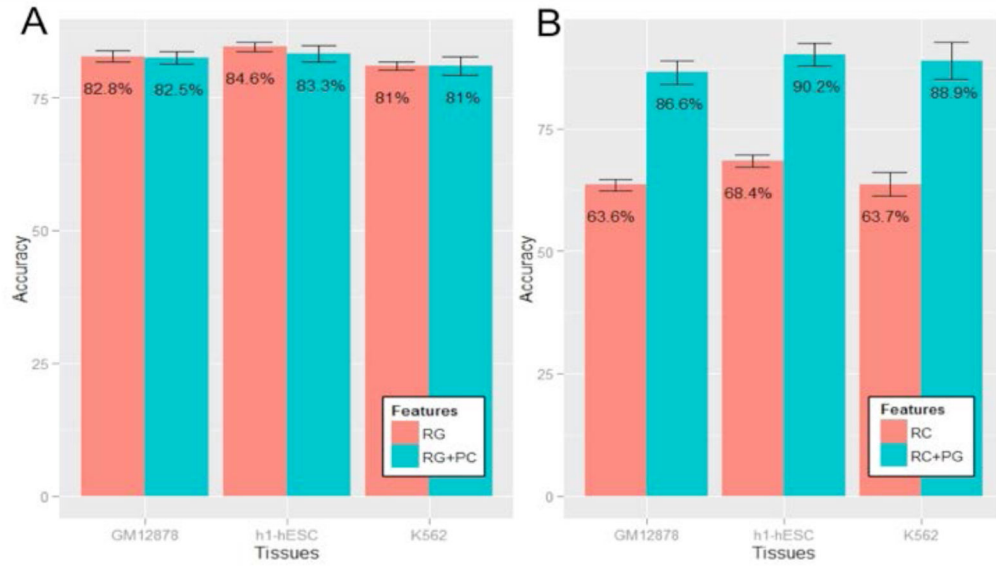 A
B
Accuracy
75
50
25
0
82.8%
82.5%
84.6%
83.3%
81%
81%
Features
RG
RG+PC
GM12878
h1-hESC
K562
Tissues
Accuracy
75
50
25
0
63.6%
86.6%
68.4%
90.2%
63.7%
88.9%
Features
RC
RC+PG
GM12878
h1-hESC
K562
Tissues